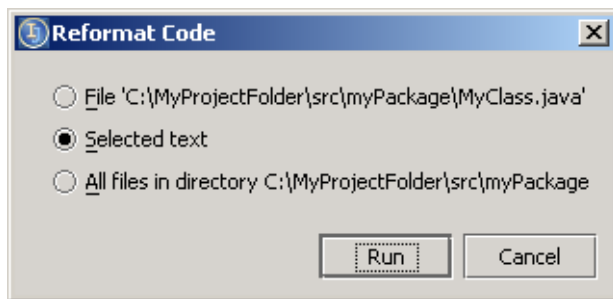 Reformat Code
File 'C:\MyProjectFolder\src\myPackage\MyClass.java'
Selected text
All files in directory C:\MyProjectFolder\src\myPackage
Run Cancel